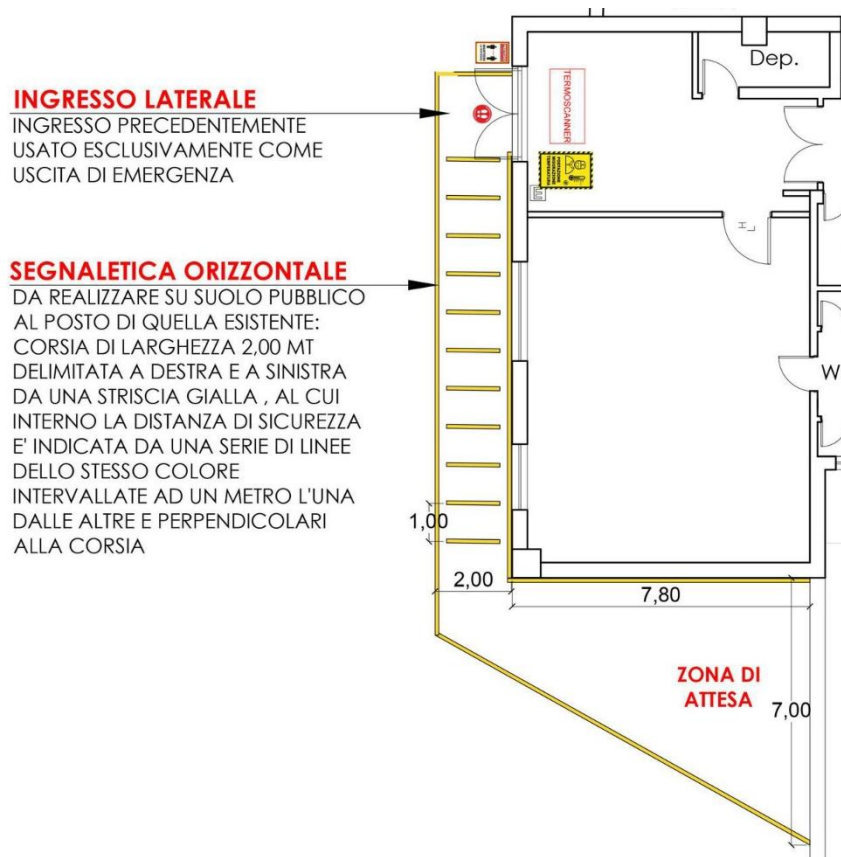 INGRESSO LATERALE
INGRESSO PRECEDENTEMENTE
USATO ESCLUSIVAMENTE COME
USCITA DI EMERGENZA
SEGNALETICA ORIZZONTALE
DA REALIZZARE SU SUOLO PUBBLICO
AL POSTO DI QUELLA ESISTENTE:
CORSIA DI LARGHEZZA 2,00 MT
DELIMITATA A DESTRA E A SINISTRA
DA UNA STRISCIA GIALLA , AL CUI
INTERNO LA DISTANZA DI SICUREZZA
E' INDICATA DA UNA SERIE DI LINEE
DELLO STESSO COLORE
INTERVALLATE AD UN METRO L'UNA
DALLE ALTRE E PERPENDICOLARI
ALLA CORSIA
Dep.
TERMOSCANNER
W
1,00
2,00
7,80
ZONA DI
ATTESA
7,00